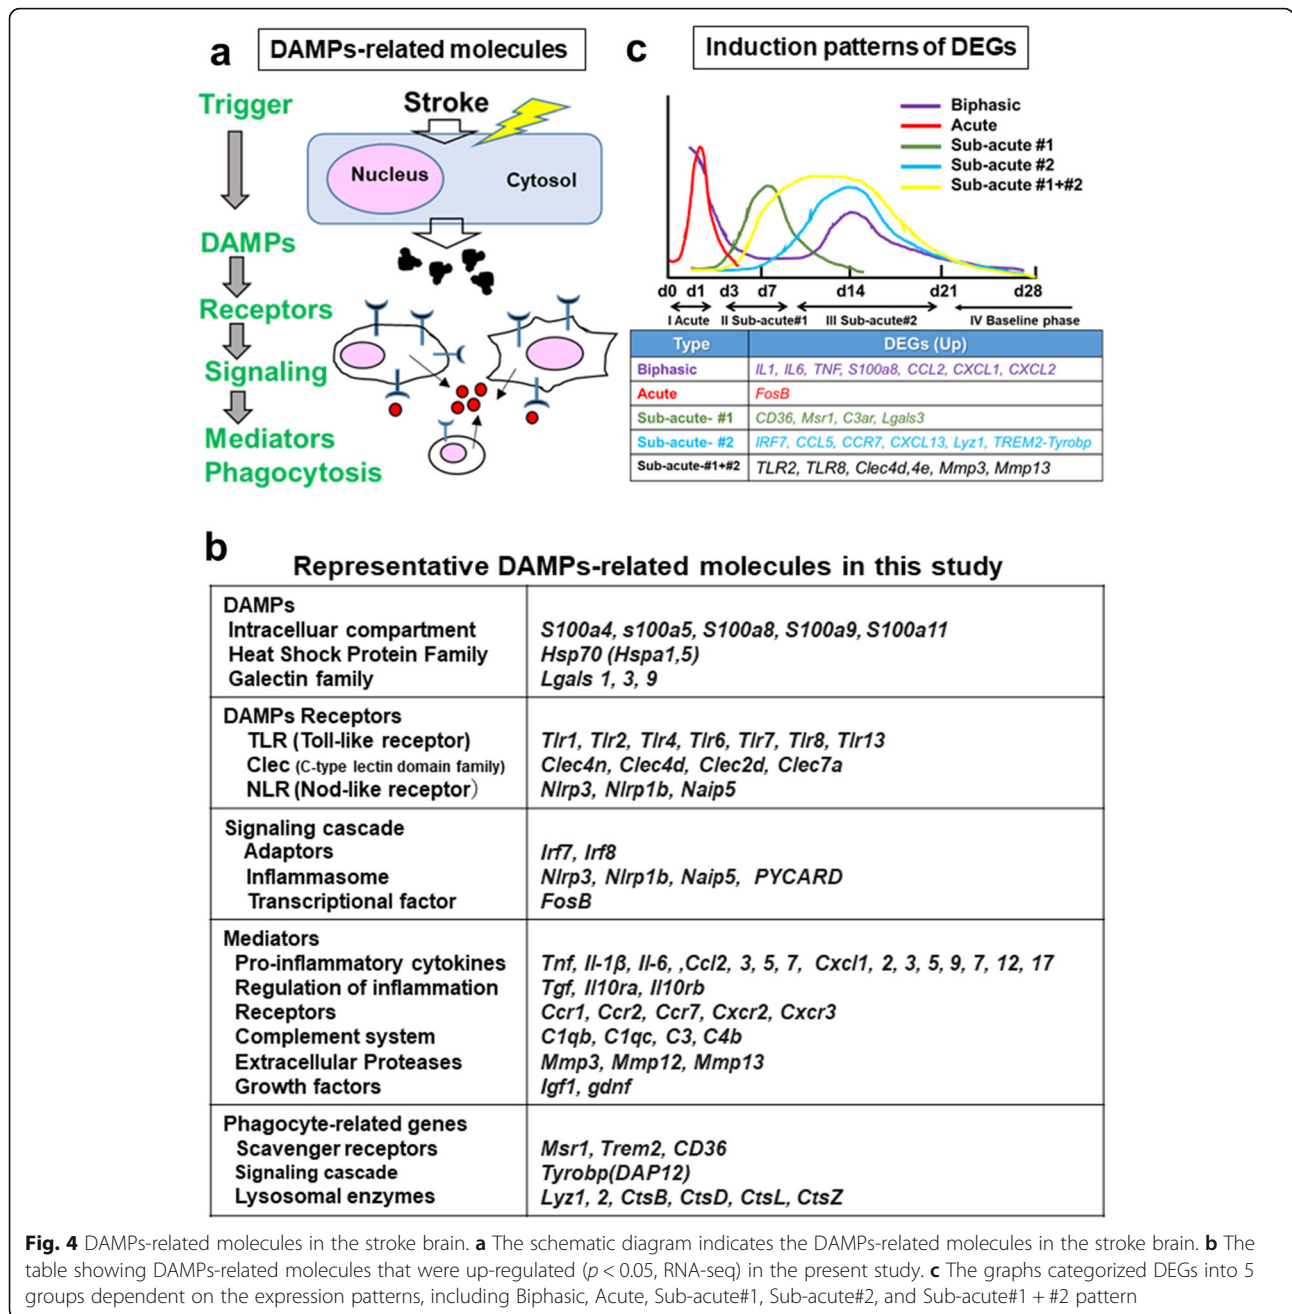 a
DAMPs-related molecules
Trigger
DAMPs
Receptors
Signaling
Mediators
Phagocytosis
Stroke
Nucleus
Cytosol
c
Induction patterns of DEGs
Biphasic
Acute
Sub-acute #1
Sub-acute #2
Sub-acute #1+#2
d0 d1 d3 d7 d14 d21 d28
I Acute II Sub-acute#1 III Sub-acute#2 IV Baseline phase
Type DEGs (Up)
Biphasic IL1, IL6, TNF, S100a8, CCL2, CXCL1, CXCL2
Acute FosB
Sub-acute- #1 CD36, Msr1, C3ar, Lgals3
Sub-acute- #2 IRF7, CCL5, CCR7, CXCL13, Lyz1, TREM2-Tyrobp
Sub-acute-#1+#2 TLR2, TLR8, Clec4d,4e, Mmp3, Mmp13
b
Representative DAMPs-related molecules in this study
DAMPs
Intracelluar compartment S100a4, s100a5, S100a8, S100a9, S100a11
Heat Shock Protein Family Hsp70 (Hspa1,5)
Galectin family Lgals 1, 3, 9
DAMPs Receptors
TLR (Toll-like receptor) Tlr1, Tlr2, Tlr4, Tlr6, Tlr7, Tlr8, Tlr13
Clec (C-type lectin domain family) Clec4n, Clec4d, Clec2d, Clec7a
NLR (Nod-like receptor） Nlrp3, Nlrp1b, Naip5
Signaling cascade
Adaptors Irf7, Irf8
Inflammasome Nlrp3, Nlrp1b, Naip5, PYCARD
Transcriptional factor FosB
Mediators
Pro-inflammatory cytokines Tnf, Il-1β, Il-6, ,Ccl2, 3, 5, 7, Cxcl1, 2, 3, 5, 9, 7, 12, 17
Regulation of inflammation Tgf, Il10ra, Il10rb
Receptors Ccr1, Ccr2, Ccr7, Cxcr2, Cxcr3
Complement system C1qb, C1qc, C3, C4b
Extracellular Proteases Mmp3, Mmp12, Mmp13
Growth factors Igf1, gdnf
Phagocyte-related genes
Scavenger receptors Msr1, Trem2, CD36
Signaling cascade Tyrobp(DAP12)
Lysosomal enzymes Lyz1, 2, CtsB, CtsD, CtsL, CtsZ
Fig. 4 DAMPs-related molecules in the stroke brain. a The schematic diagram indicates the DAMPs-related molecules in the stroke brain. b The
table showing DAMPs-related molecules that were up-regulated (p < 0.05, RNA-seq) in the present study. c The graphs categorized DEGs into 5
groups dependent on the expression patterns, including Biphasic, Acute, Sub-acute#1, Sub-acute#2, and Sub-acute#1 + #2 pattern